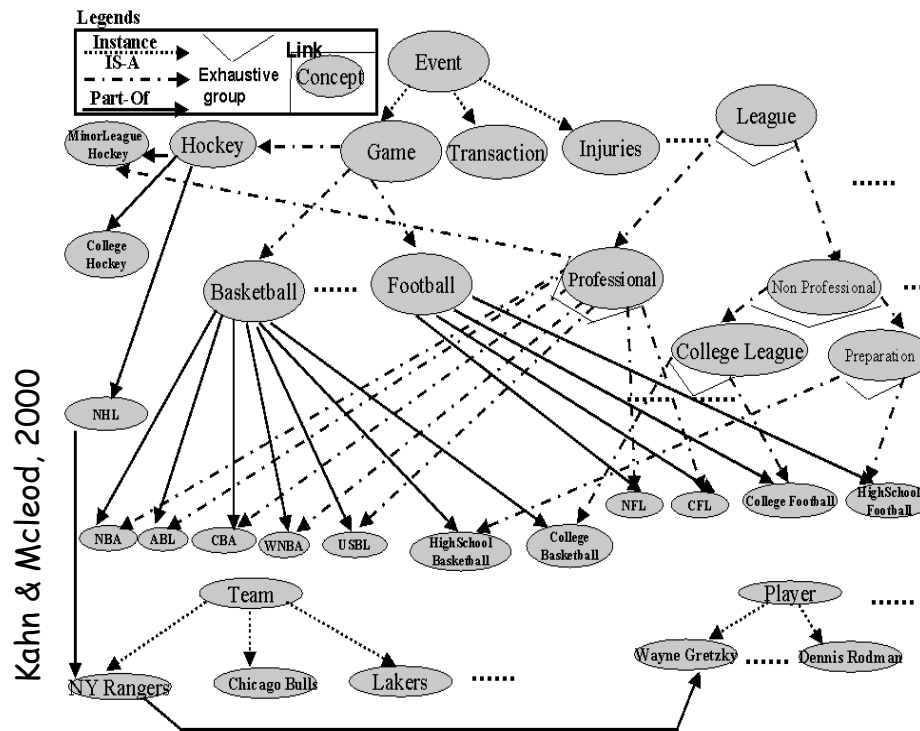 Legends
Instance
IS-A
Part-Of
Exhaustive
group
Link
Concept
Event
League
MinorLeague
Hockey
Hockey
Game
Transaction
Injuries
College
Hockey
Basketball
Football
Professional
Non Professional
College League
Preparation
NHL
NFL
CFL
College Football
HighSchool
Football
NBA
ABL
CBA
WNBA
USBL
HighSchool
Basketball
College
Basketball
Team
Player
NY Rangers
Chicago Bulls
Lakers
Wayne Gretzky
Dennis Rodman
Kahn & Mcleod, 2000